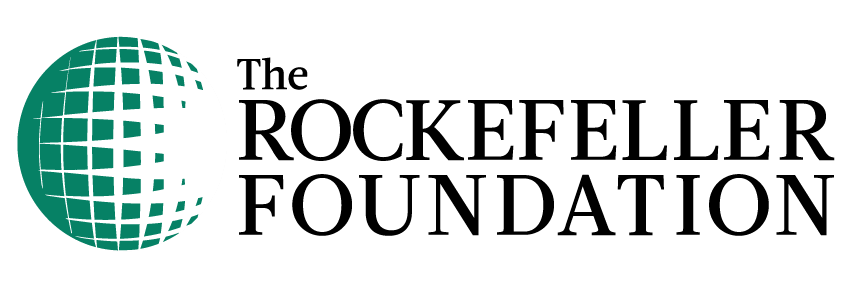 The
ROCKEFELLER
FOUNDATION